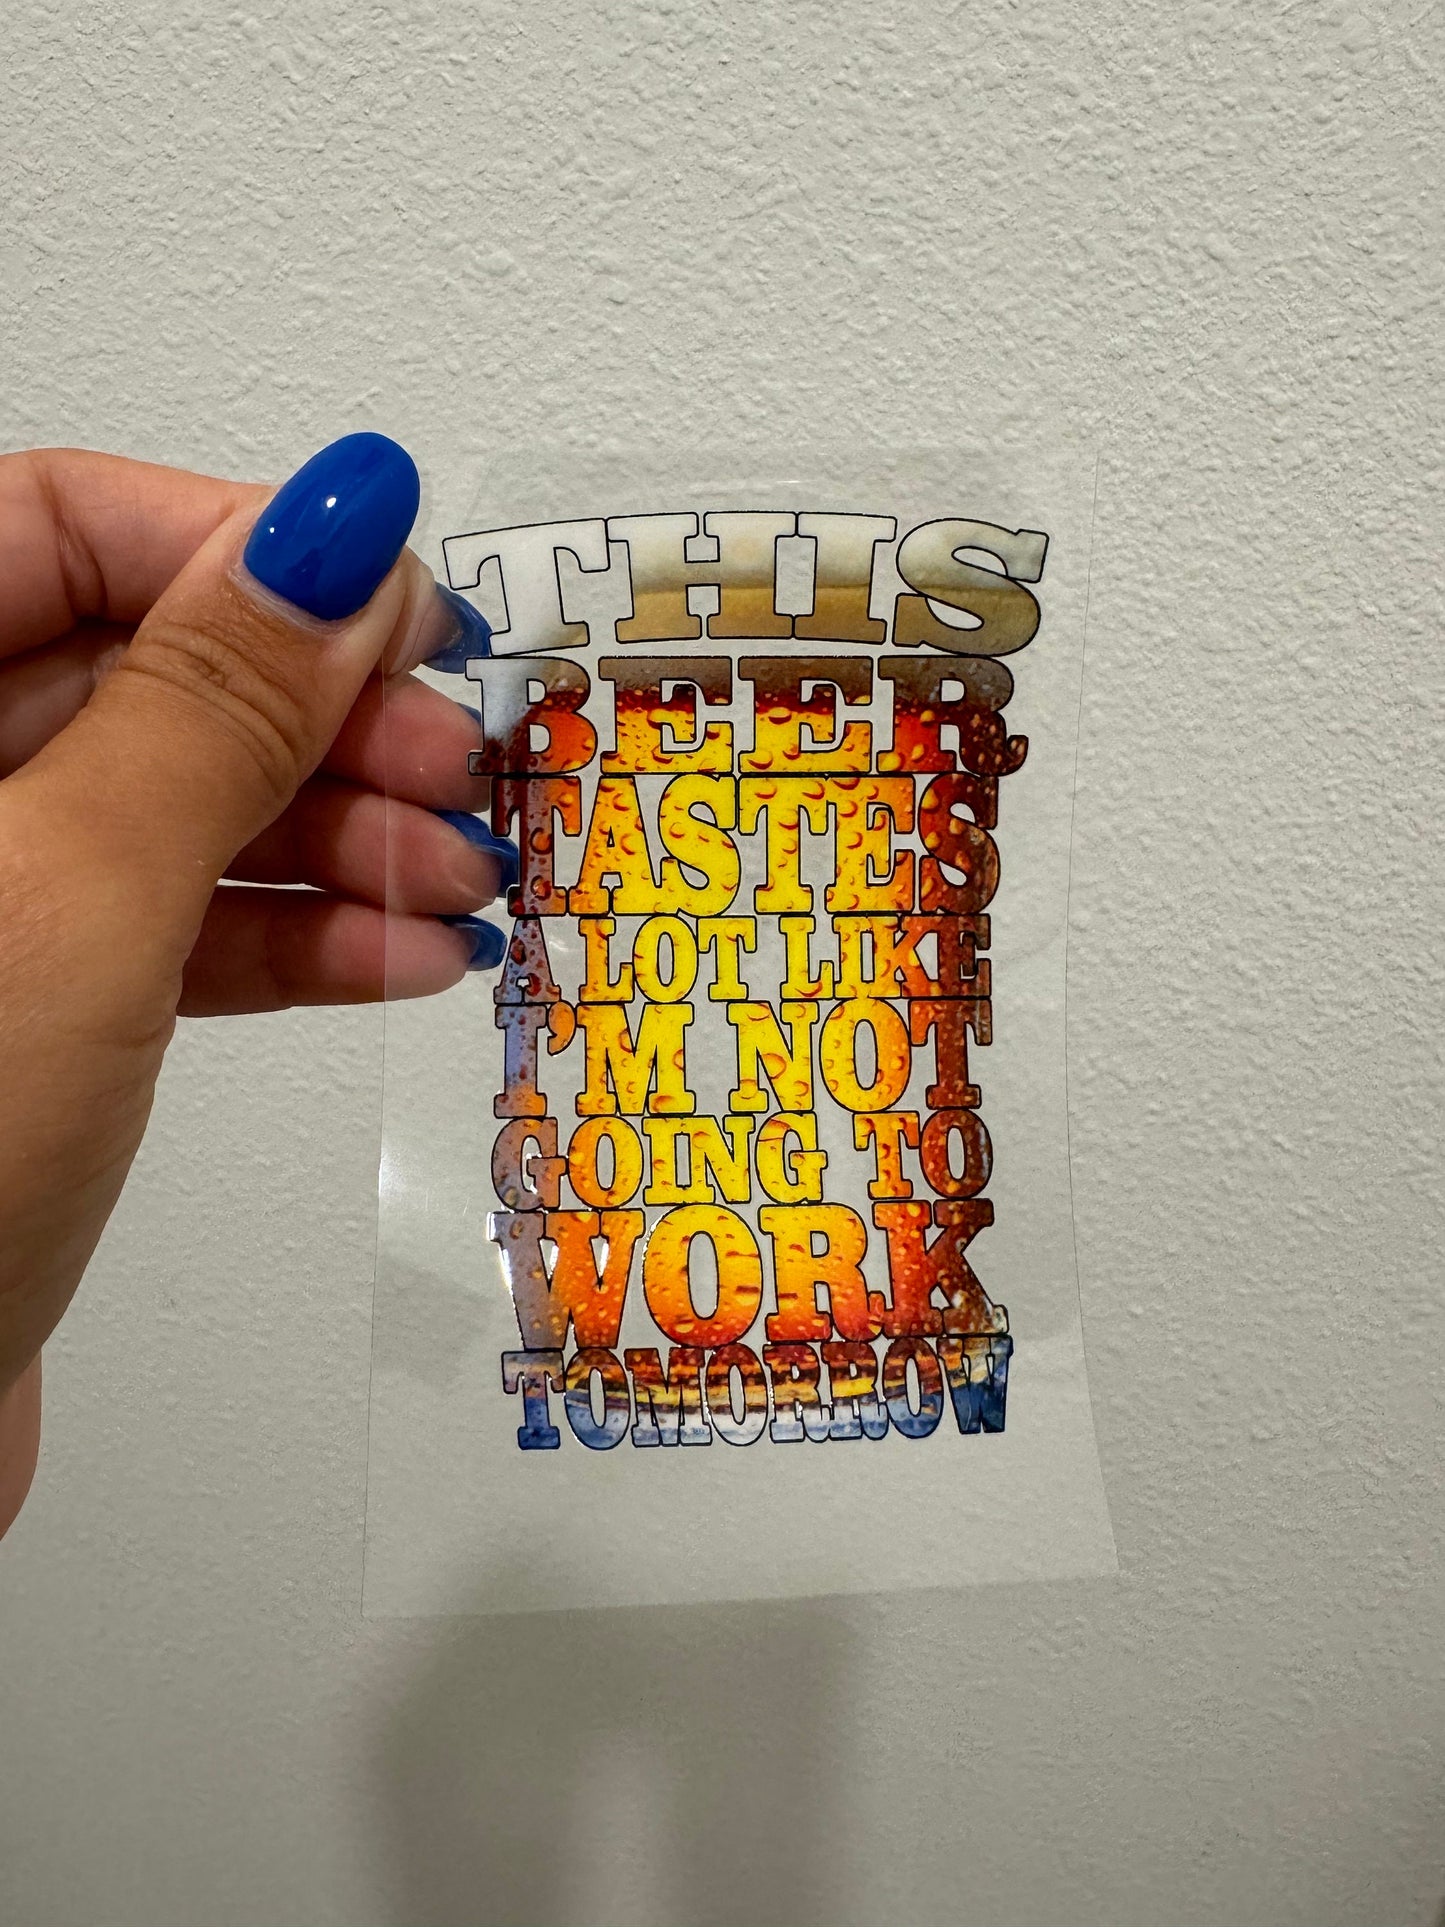 THIS
BEER
TASTES
A LOT LIKE
I'M NOT
GOING TO
WORK
TOMORROW